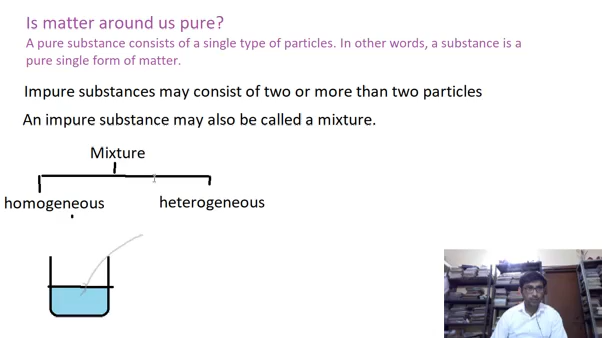 Is matter around us pure?
A pure substance consists of a single type of particles. In other words, a substance is a
pure single form of matter.
Impure substances may consist of two or more than two particles
An impure substance may also be called a mixture.
Mixture
homogeneous heterogeneous